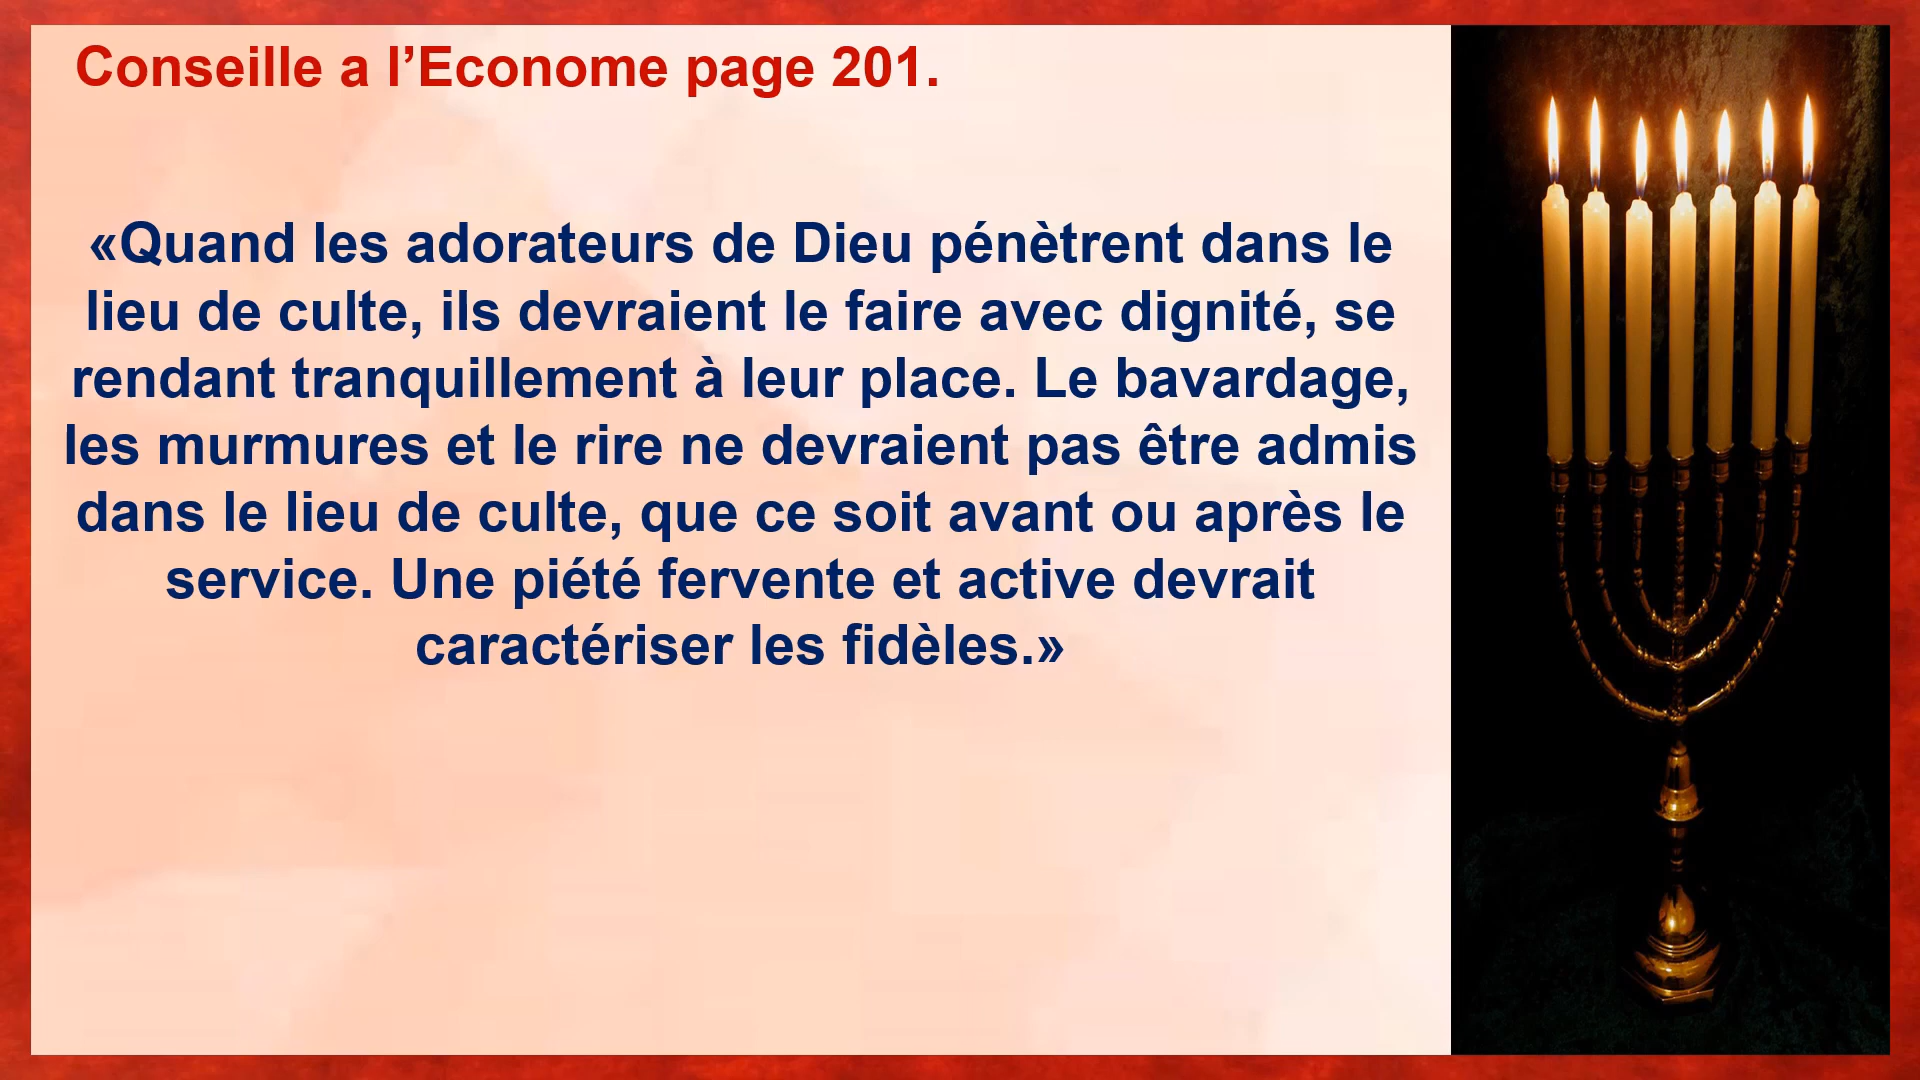 Conseille a l’Econome page 201.
«Quand les adorateurs de Dieu pénètrent dans le
lieu de culte, ils devraient le faire avec dignité, se
rendant tranquillement à leur place. Le bavardage,
les murmures et le rire ne devraient pas être admis
dans le lieu de culte, que ce soit avant ou après le
service. Une piété fervente et active devrait
caractériser les fidèles.»